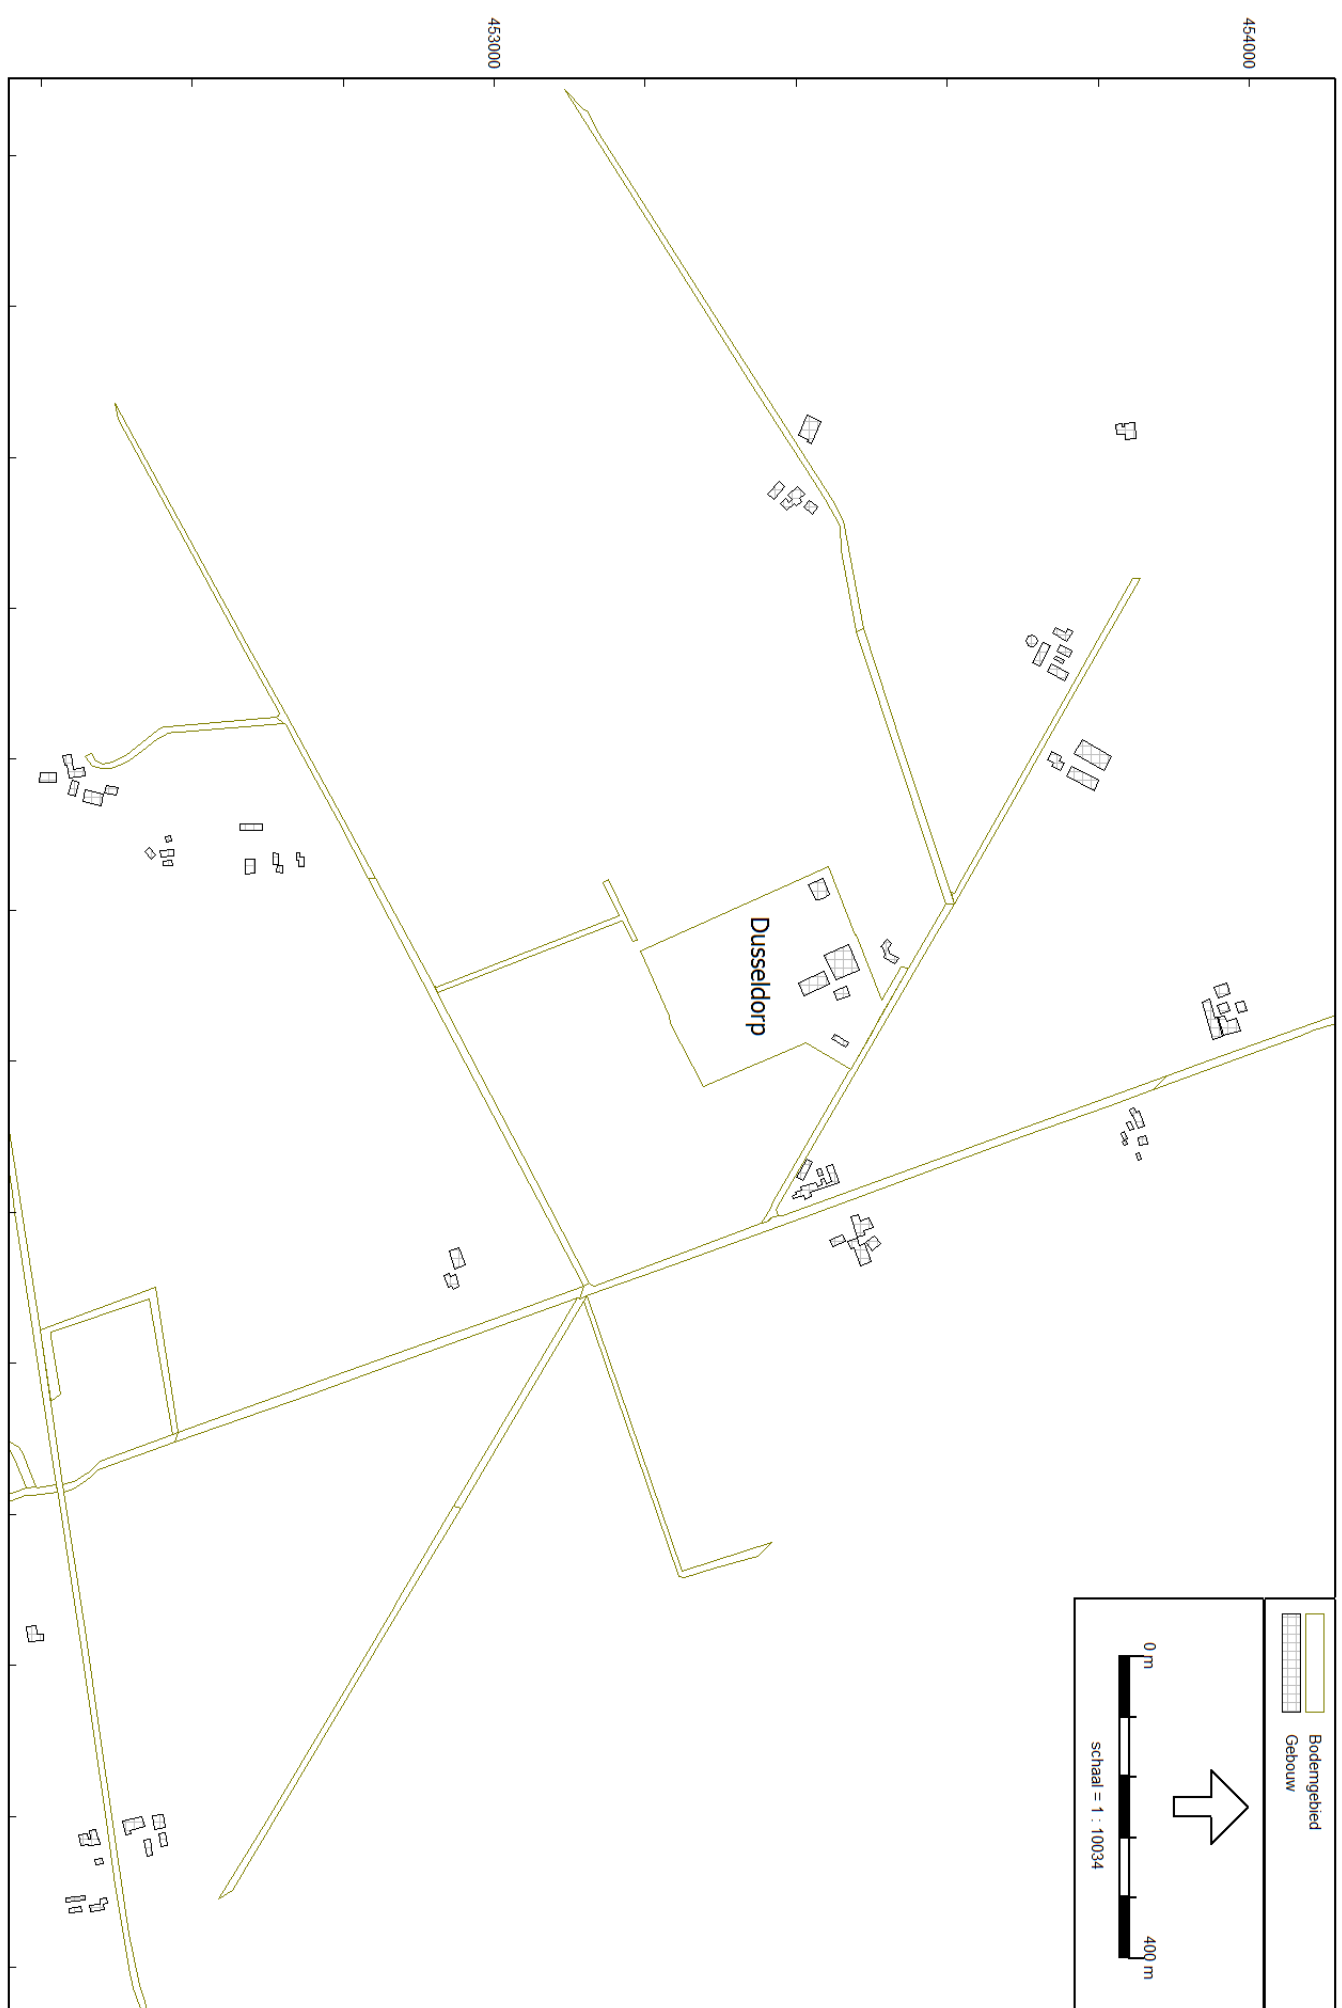 453000
454000
Dusseldorp
Bodemgebied
Gebouw
0 m
400 m
schaal = 1 : 10034